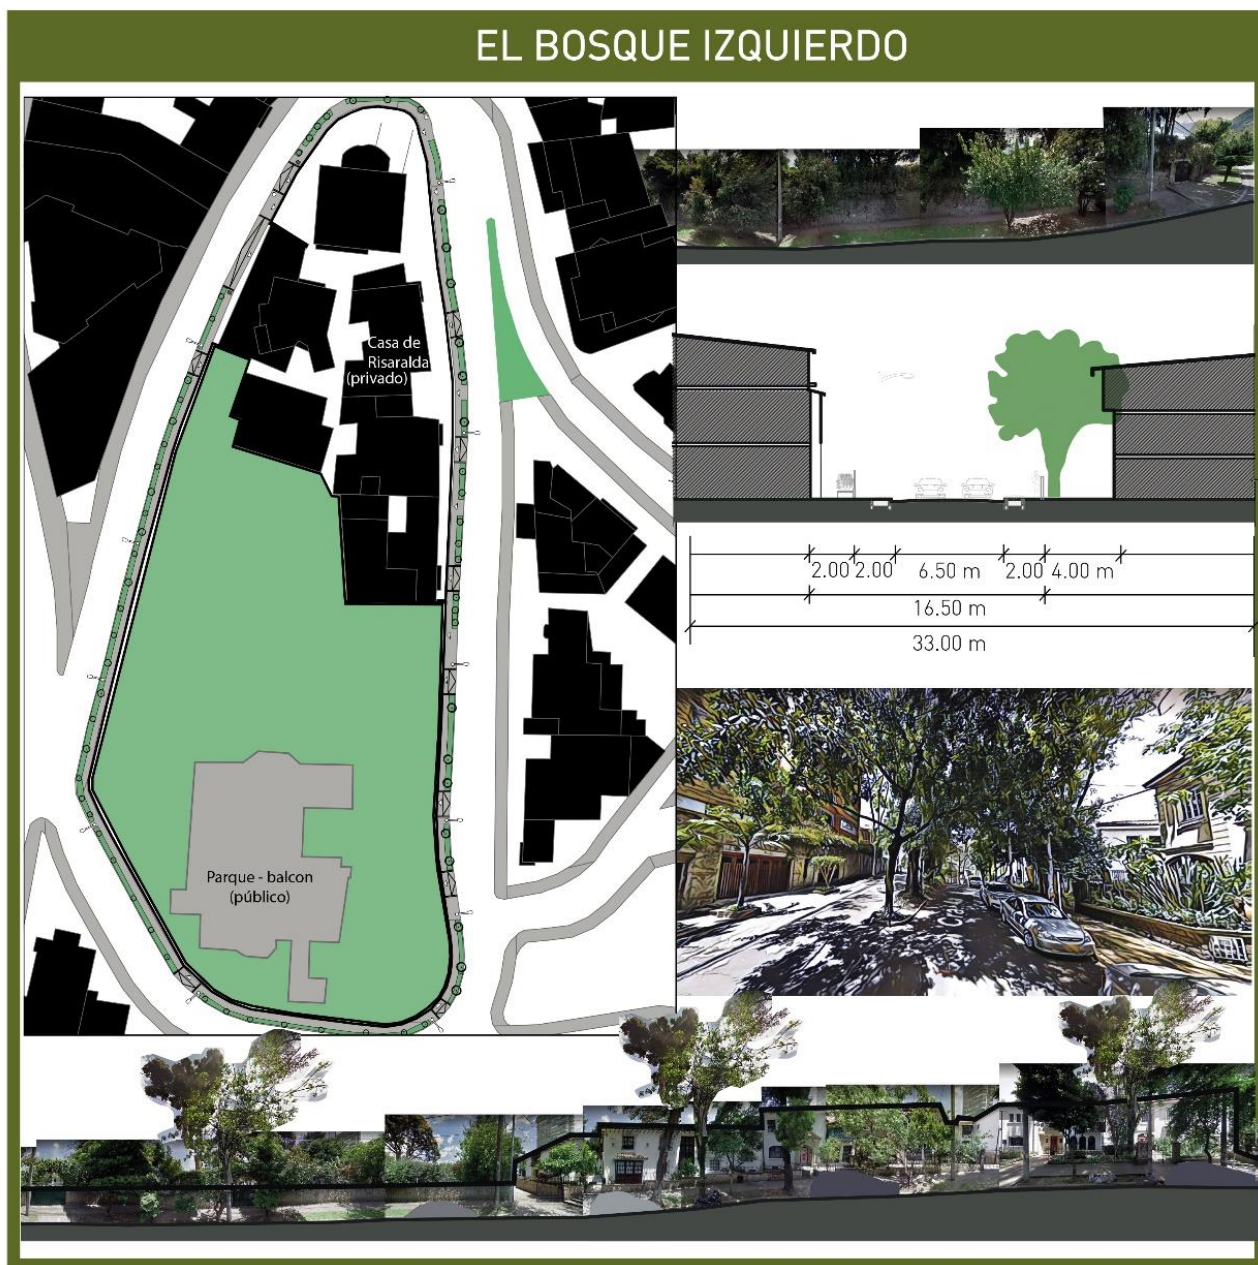 EL BOSQUE IZQUIERDO
Casa de
Risaralda
(privado)
Parque - balcon
(público)
2.00 2.00 6.50 m 2.00 4.00 m
16.50 m
33.00 m